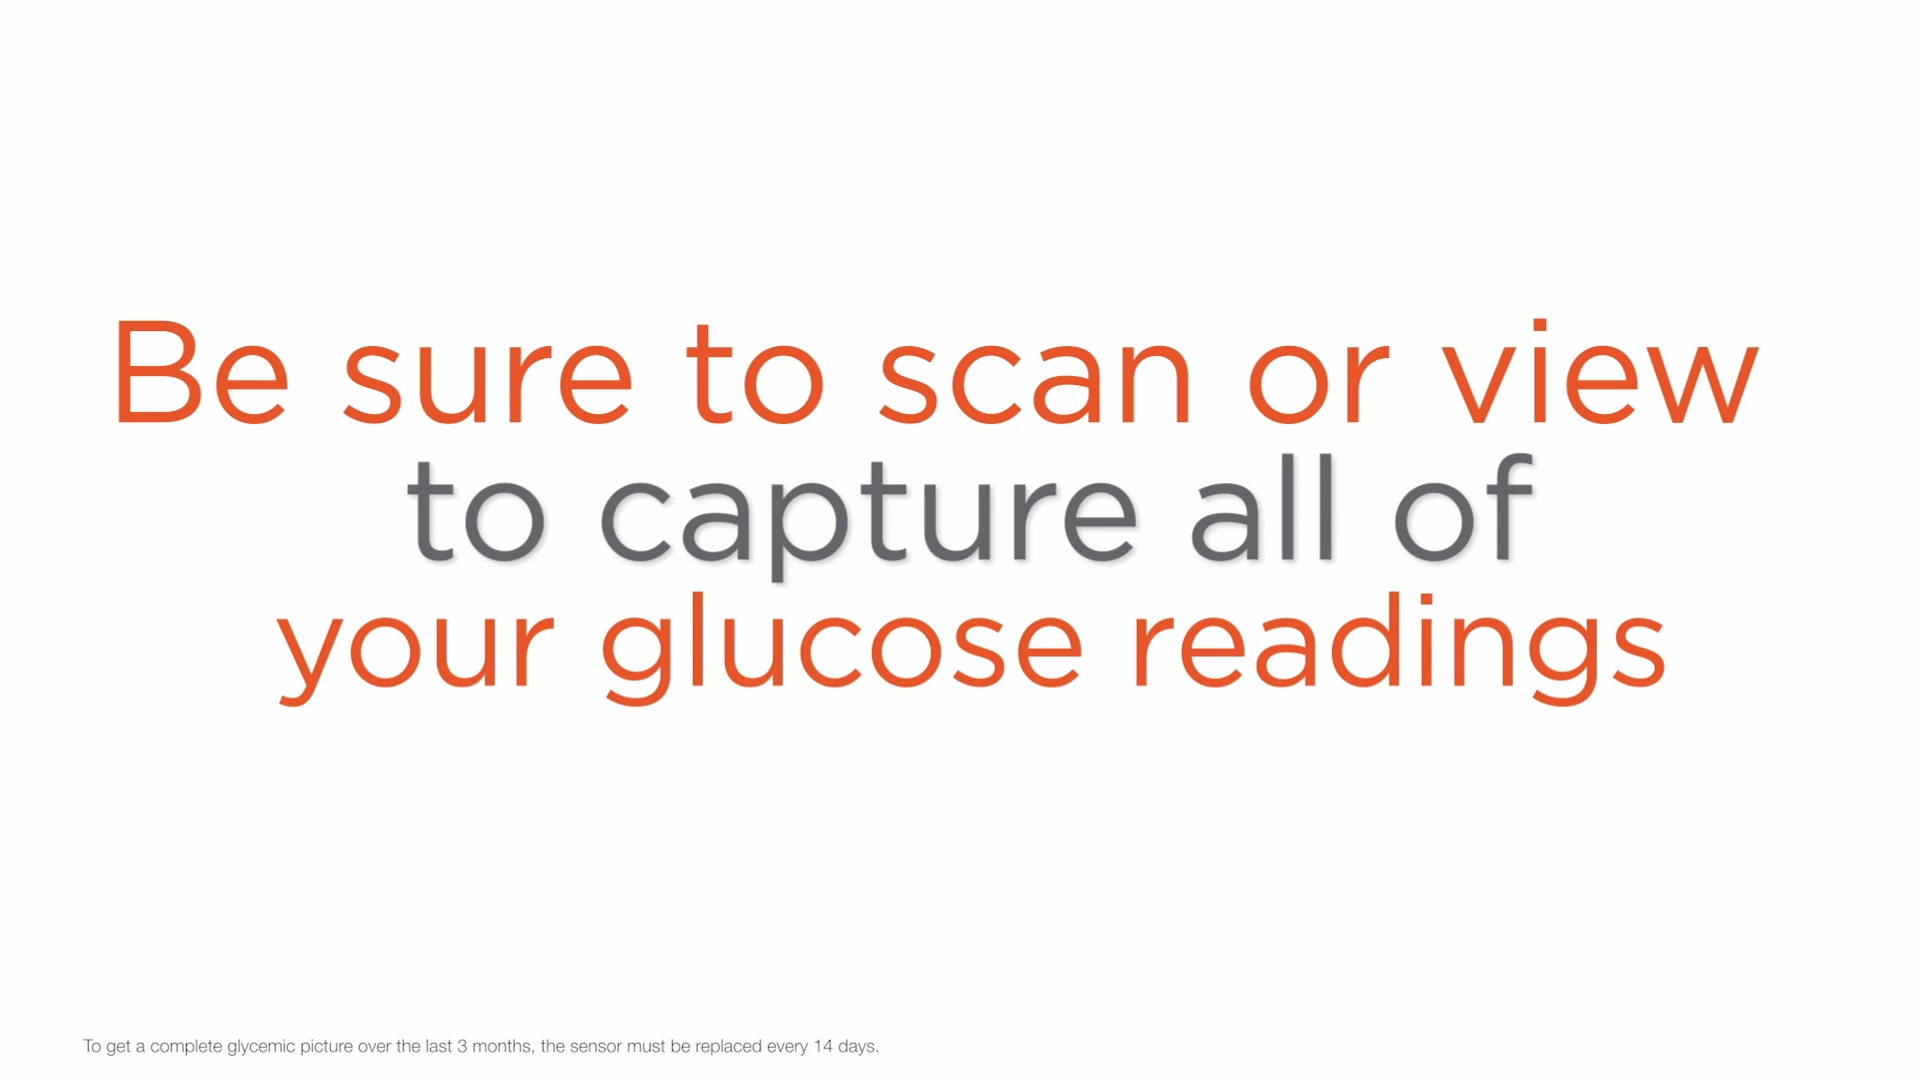 Be sure to scan or view
to capture all of
your glucose readings
To get a complete glycemic picture over the last 3 months, the sensor must be replaced every 14 days.